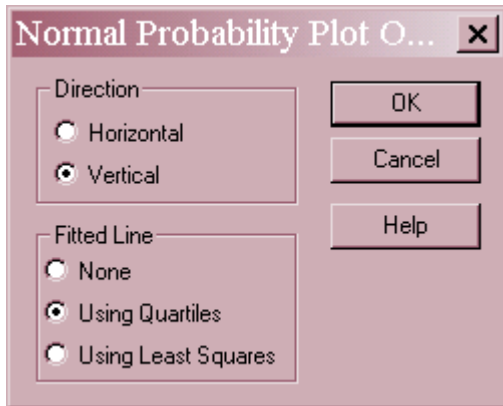 Normal Probability Plot O...
Direction
Horizontal
Vertical
Fitted Line
None
Using Quartiles
Using Least Squares
OK
Cancel
Help